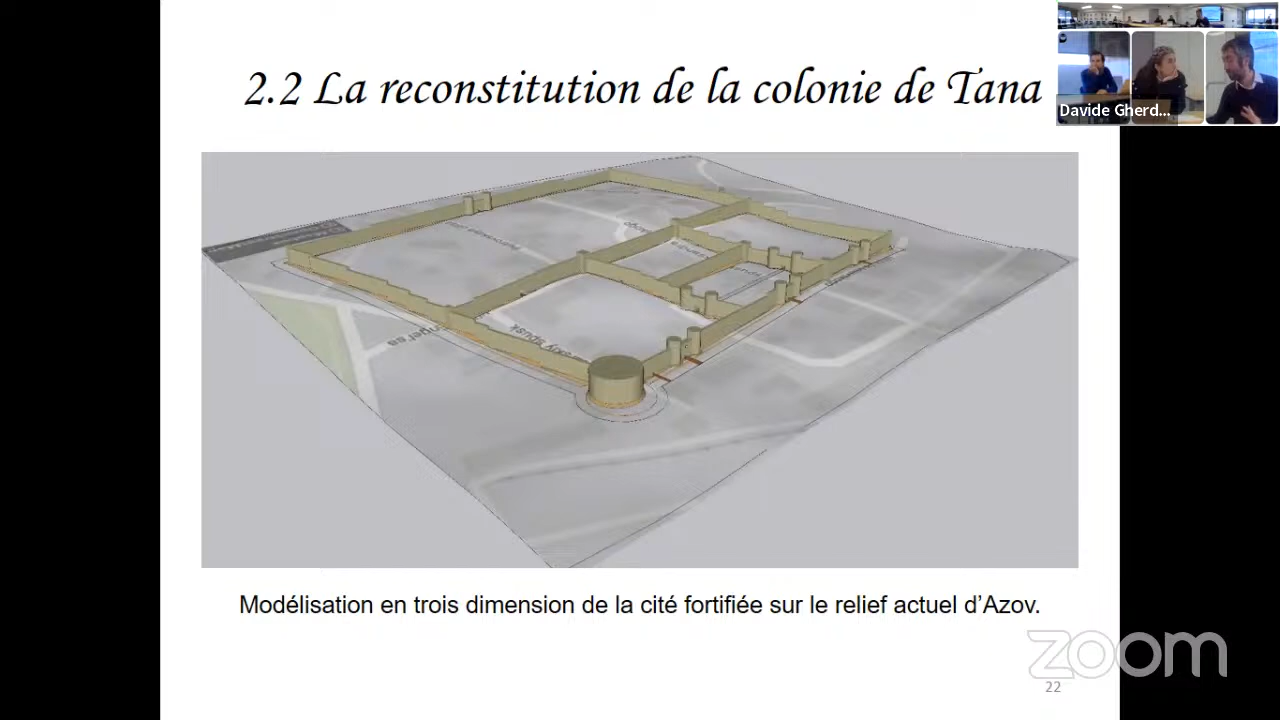 2.2 La reconstitution de la colonie de Tana
Davide Gherd...
Modélisation en trois dimension de la cité fortifiée sur le relief actuel d'Azov.
zoom
22